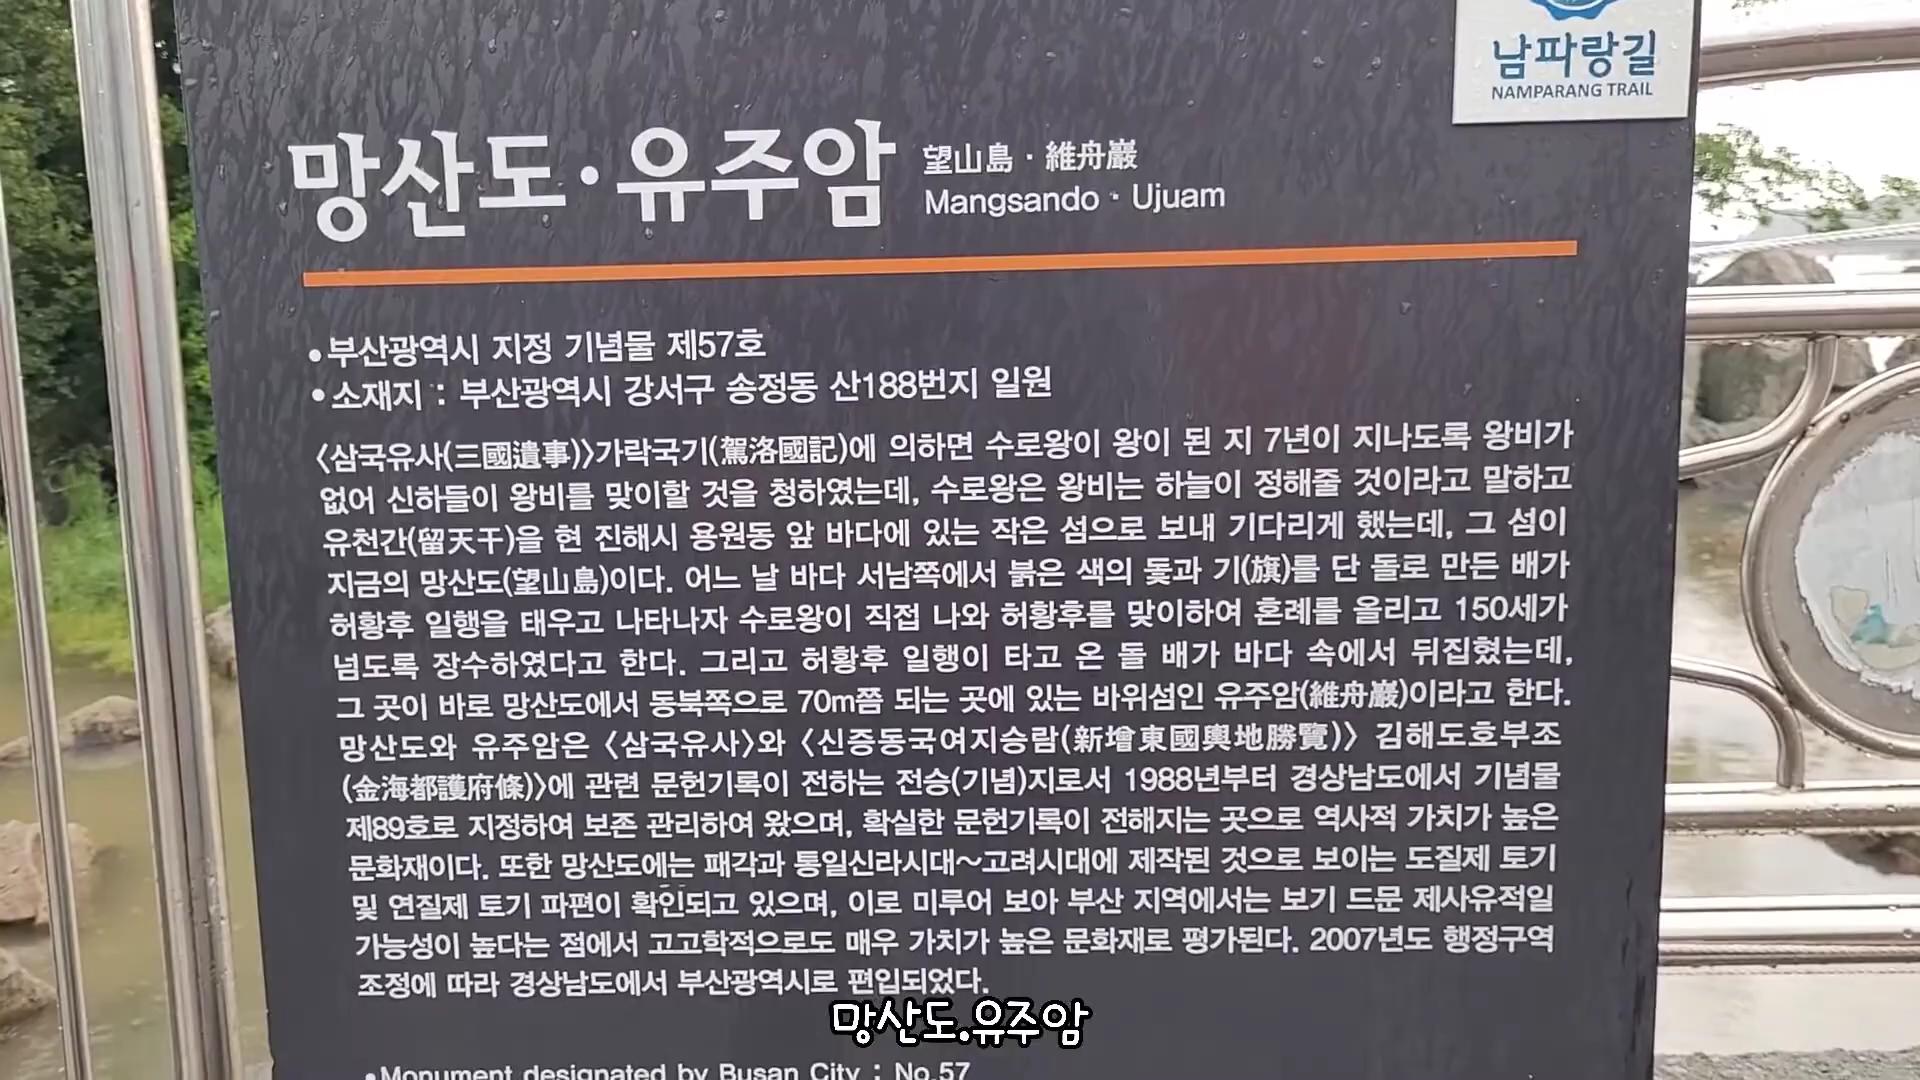 남파랑길
NAMPARANG TRAIL
망산도·유주암 望山島·維舟巖
Mangsando · Ujuam
•부산광역시 지정 기념물 제57호
•소재지 : 부산광역시 강서구 송정동 산188번지 일원
〈삼국유사(三國遺事)〉가락국기(駕洛國記)에 의하면 수로왕이 왕이 된 지 7년이 지나도록 왕비가
없어 신하들이 왕비를 맞이할 것을 청하였는데, 수로왕은 왕비는 하늘이 정해줄 것이라고 말하고
유천간(留天干)을 현 진해시 용원동 앞 바다에 있는 작은 섬으로 보내 기다리게 했는데, 그 섬이
지금의 망산도(望山島)이다. 어느 날 바다 서남쪽에서 붉은 색의 돛과 기(旗)를 단 돌로 만든 배가
허황후 일행을 태우고 나타나자 수로왕이 직접 나와 허황후를 맞이하여 혼례를 올리고 150세가
넘도록 장수하였다고 한다. 그리고 허황후 일행이 타고 온 돌 배가 바다 속에서 뒤집혔는데,
그 곳이 바로 망산도에서 동북쪽으로 70m쯤 되는 곳에 있는 바위섬인 유주암(維舟巖)이라고 한다.
망산도와 유주암은 〈삼국유사〉와 〈신증동국여지승람(新增東國輿地勝覽)〉 김해도호부조
(金海都護府條)〉에 관련 문헌기록이 전하는 전승(기념)지로서 1988년부터 경상남도에서 기념물
제89호로 지정하여 보존 관리하여 왔으며, 확실한 문헌기록이 전해지는 곳으로 역사적 가치가 높은
문화재이다. 또한 망산도에는 패각과 통일신라시대~고려시대에 제작된 것으로 보이는 도질제 토기
및 연질제 토기 파편이 확인되고 있으며, 이로 미루어 보아 부산 지역에서는 보기 드문 제사유적일
가능성이 높다는 점에서 고고학적으로도 매우 가치가 높은 문화재로 평가된다. 2007년도 행정구역
조정에 따라 경상남도에서 부산광역시로 편입되었다.
망산도.유주암
•Monument designated by Busan City : No.57